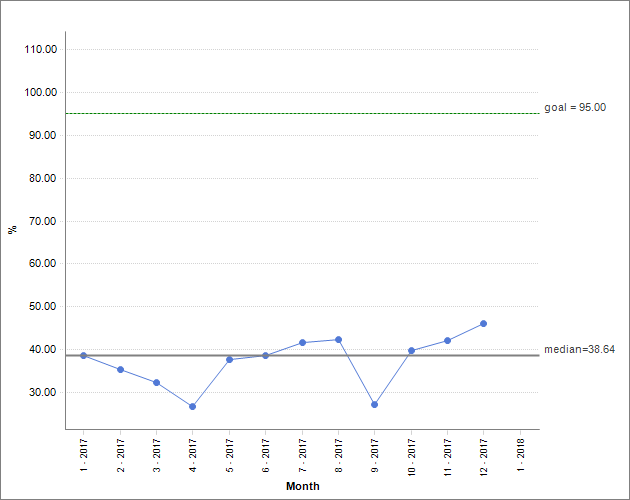 110.00
100.00
goal = 95.00
90.00
80.00
70.00
%
60.00
50.00
40.00
median=38.64
30.00
1 - 2017
2 - 2017
3 - 2017
4 - 2017
5 - 2017
6 - 2017
7 - 2017
8 - 2017
9 - 2017
10 - 2017
11 - 2017
12 - 2017
1 - 2018
Month